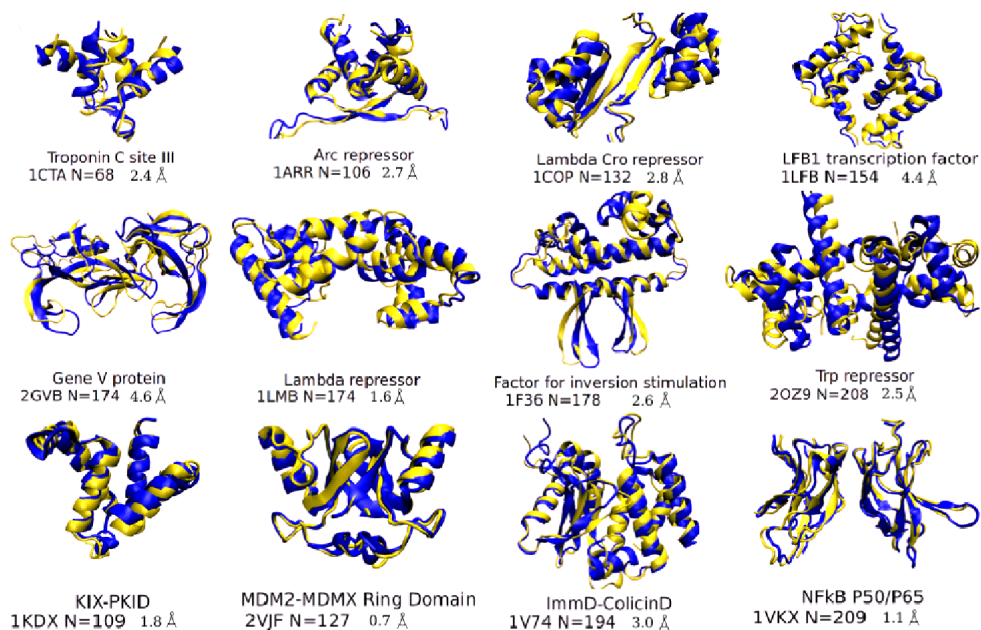 Troponin C site III
1CTA N=68 2.4 Å
Arc repressor
1ARR N=106 2.7 Å
Lambda Cro repressor
1COP N=132 2.8 Å
LFB1 transcription factor
1LFB N=154 4.4 Å
Gene V protein
2GVB N=174 4.6 Å
Lambda repressor
1LMB N=174 1.6 Å
Factor for inversion stimulation
1F36 N=178 2.6 Å
Trp repressor
2OZ9 N=208 2.5 Å
KIX-PKID
1KDX N=109 1.8 Å
MDM2-MDMX Ring Domain
2VJF N=127 0.7 Å
ImmD-ColicinD
1V74 N=194 3.0 Å
NFkB P50/P65
1VKX N=209 1.1 Å